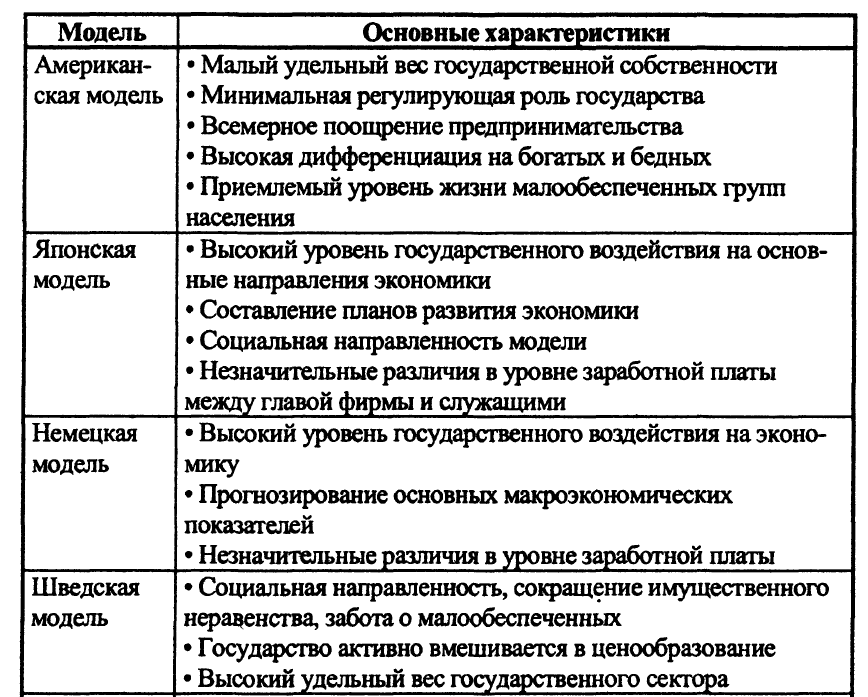 Модель Основные характеристики
Американ- • Малый удельный вес государственной собственности
ская модель • Минимальная регулирующая роль государства
• Всемерное поощрение предпринимательства
• Высокая дифференциация на богатых и бедных
• Приемлемый уровень жизни малообеспеченных групп
населения
Японская • Высокий уровень государственного воздействия на основ-
модель ные направления экономики
• Составление планов развития экономики
• Социальная направленность модели
• Незначительные различия в уровне заработной платы
между главой фирмы и служащими
Немецкая • Высокий уровень государственного воздействия на эконо-
модель мику
• Прогнозирование основных макроэкономических
показателей
• Незначительные различия в уровне заработной платы
Шведская • Социальная направленность, сокращение имущественного
модель неравенства, забота о малообеспеченных
• Государство активно вмешивается в ценообразование
• Высокий удельный вес государственного сектора